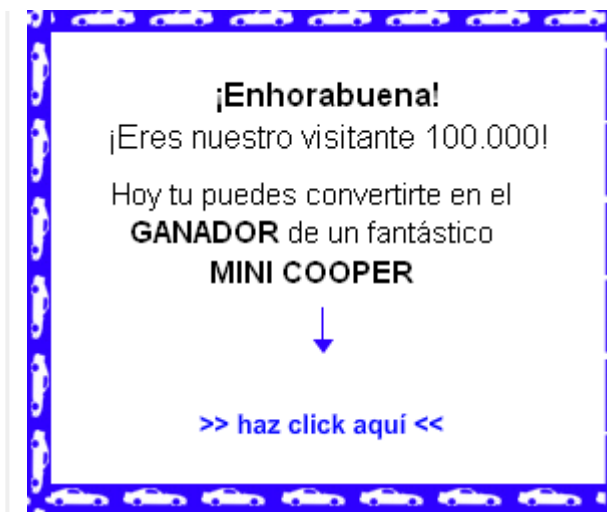 ¡Enhorabuena!
¡Eres nuestro visitante 100.000!
Hoy tu puedes convertirte en el
GANADOR de un fantástico
MINI COOPER
>> haz click aquí <<